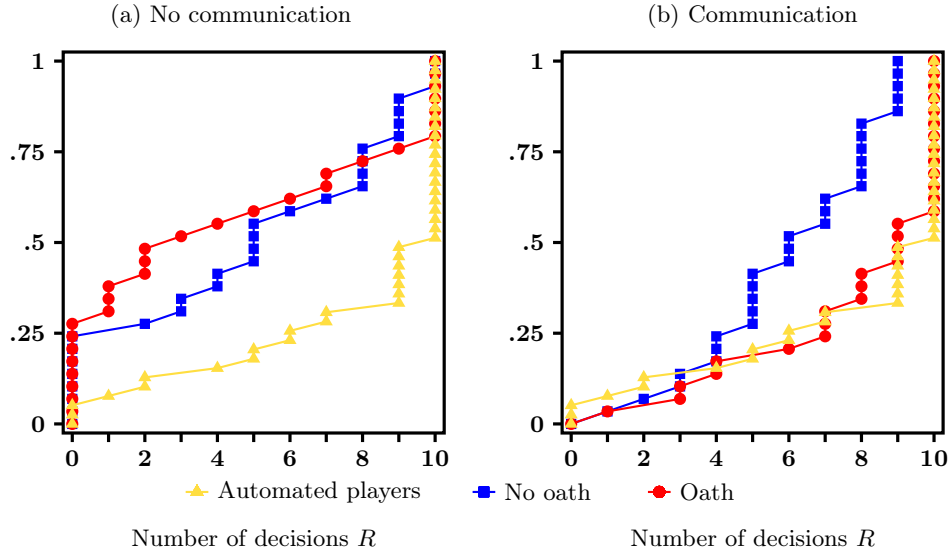 (a) No communication
(b) Communication
1
.75
.5
.25
0
0 2 4 6 8 10
1
.75
.5
.25
0
0 2 4 6 8 10
Automated players No oath Oath
Number of decisions R
Number of decisions R